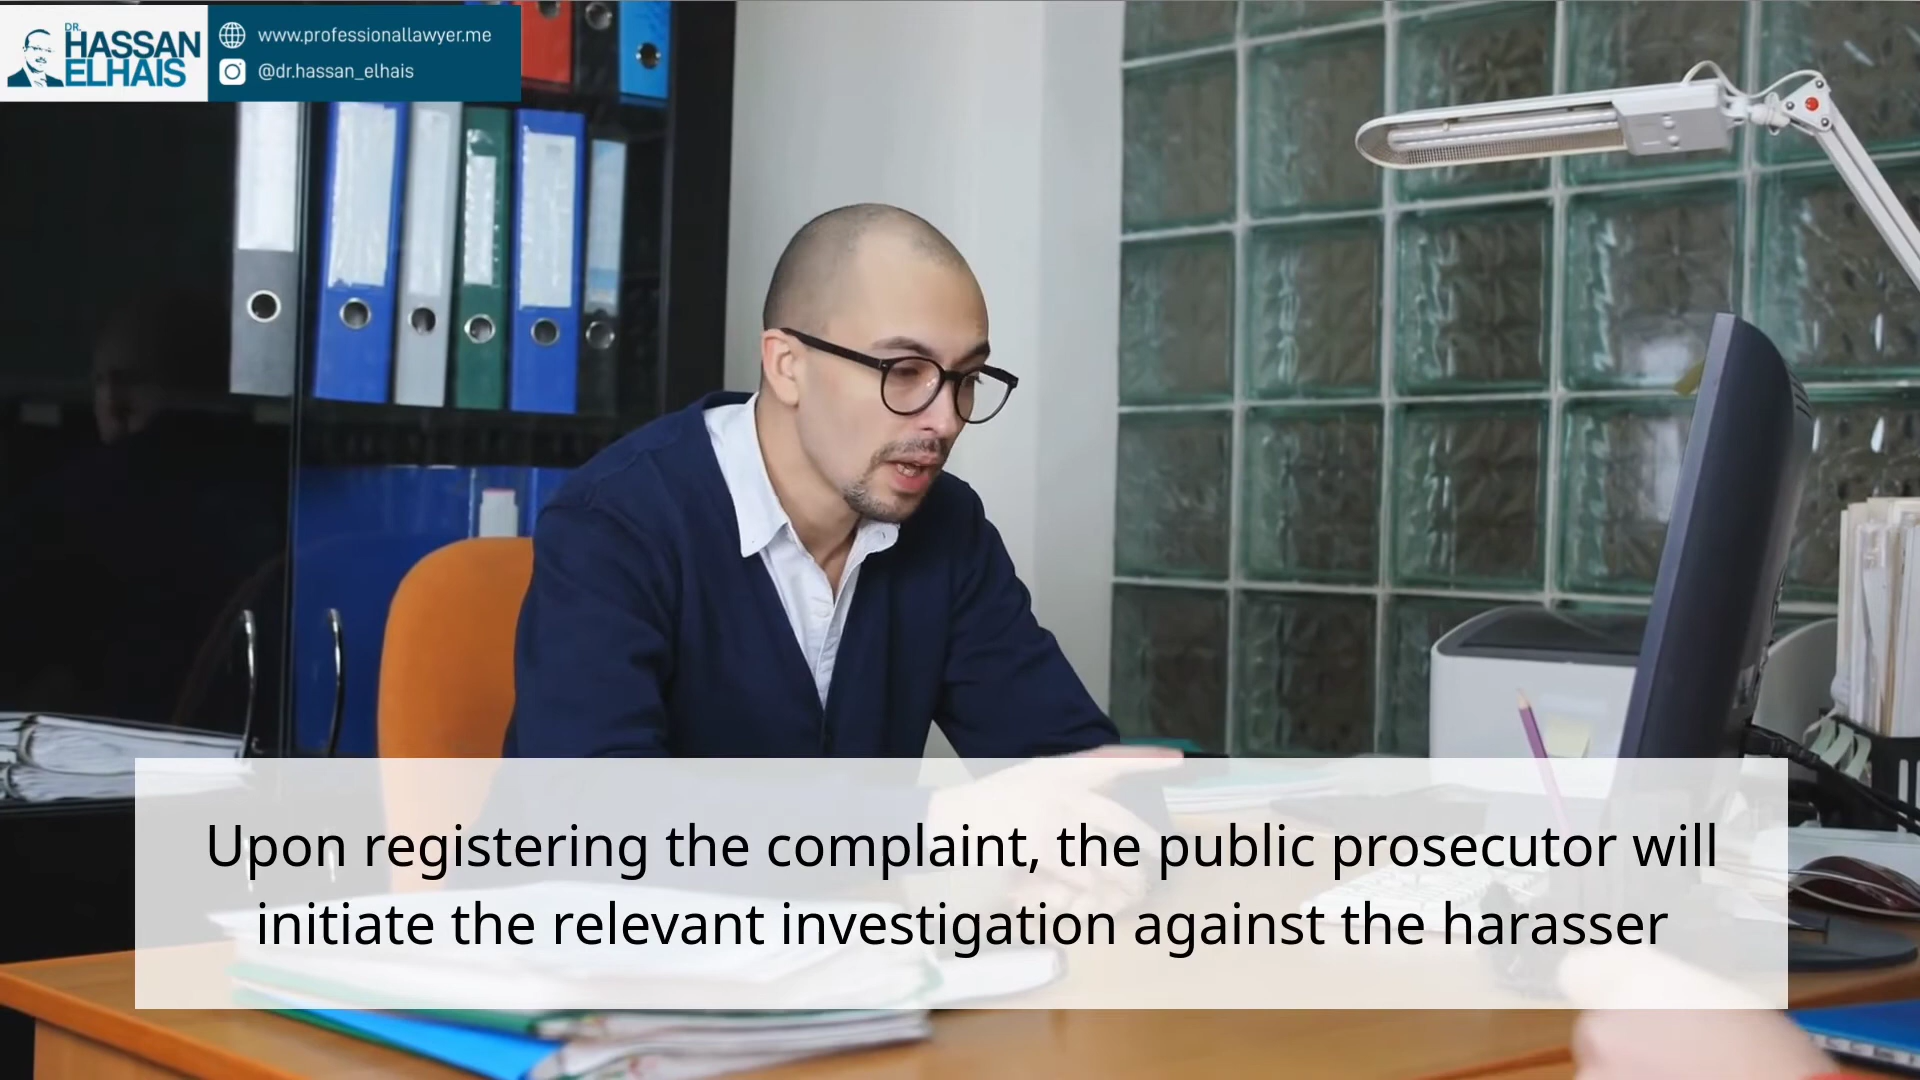 DR.
HASSAN
ELHAIS
www.professionallawyer.me
@dr.hassan_elhais
Upon registering the complaint, the public prosecutor will
initiate the relevant investigation against the harasser